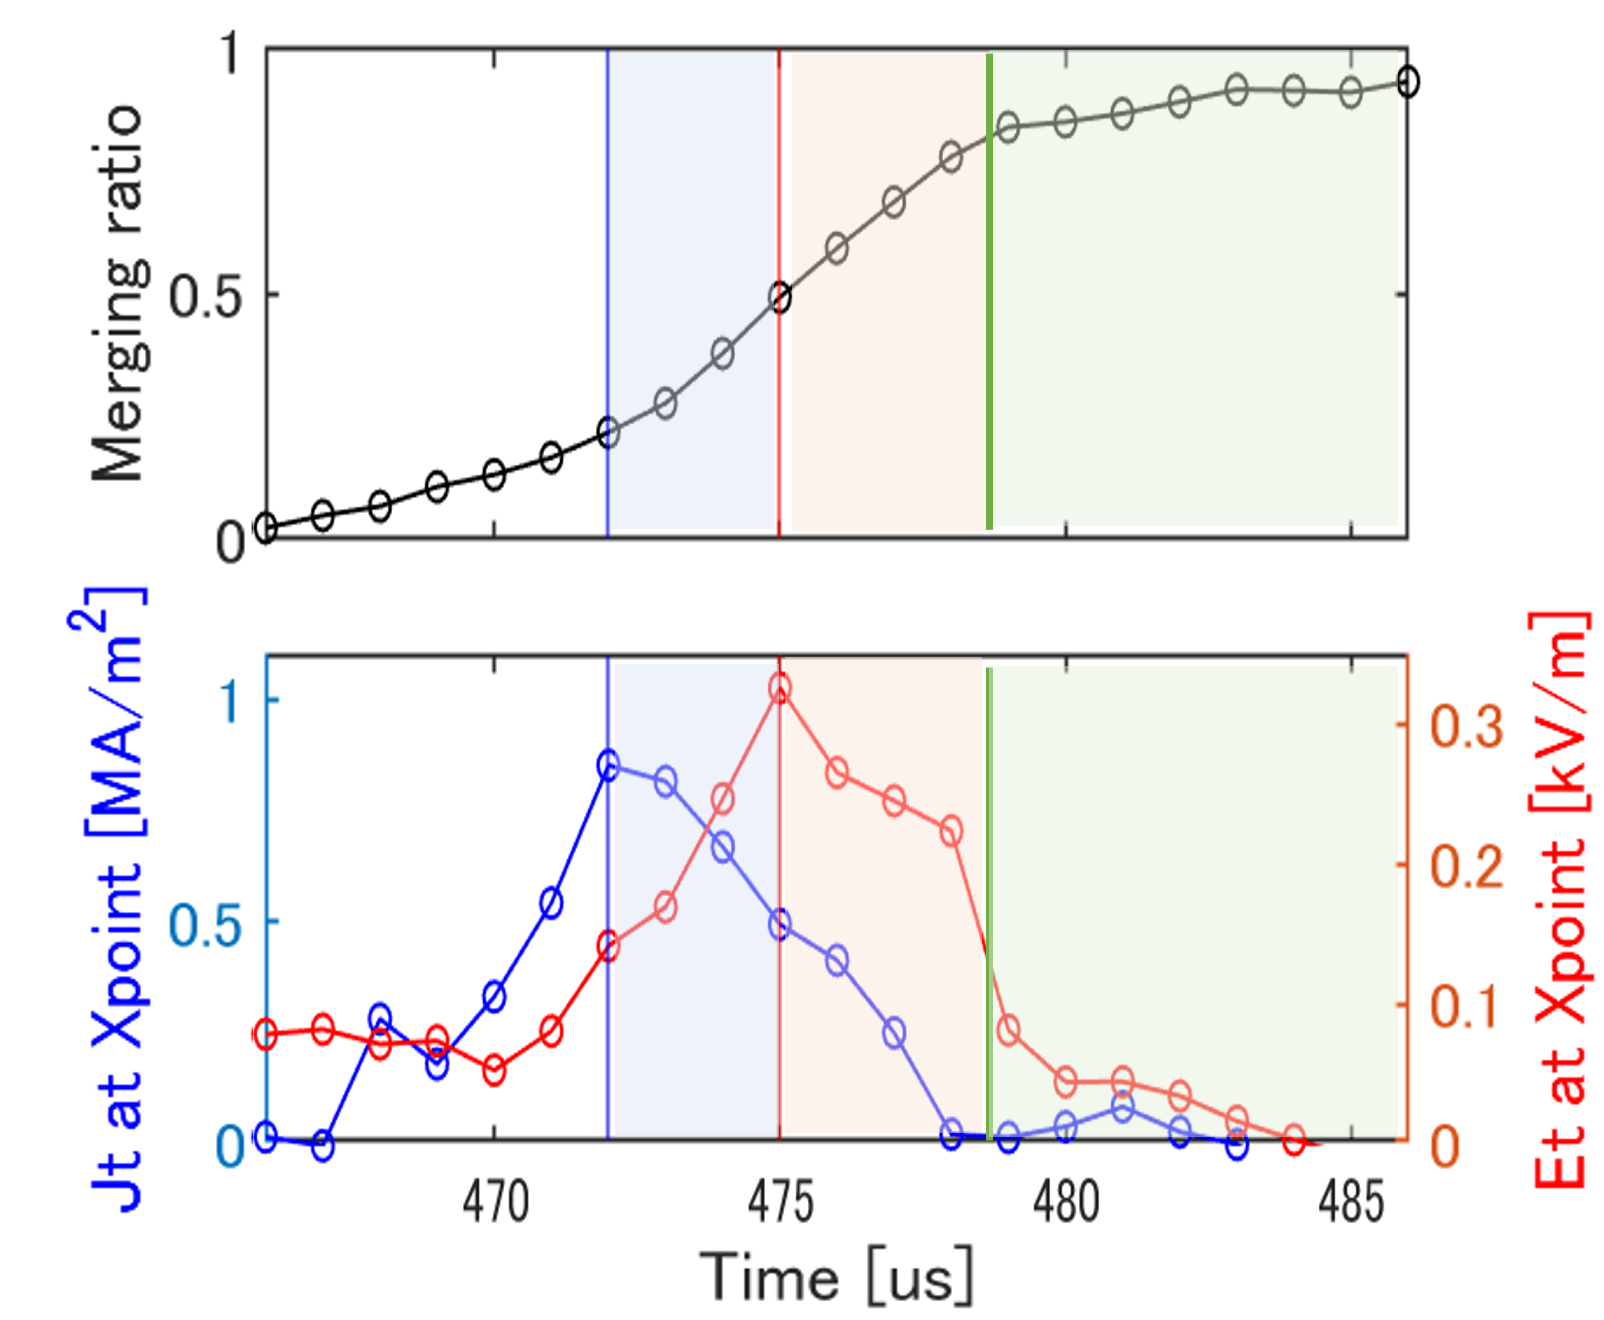 1
0.5
0
Merging ratio
1
0.5
0
Jt at Xpoint [MA/m²]
0.3
0.2
0.1
0
Et at Xpoint [kV/m]
470 475 480 485
Time [us]